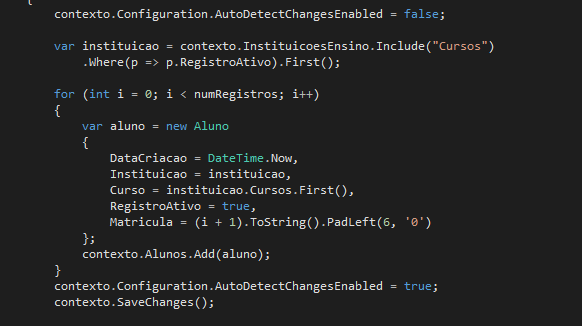 {
contexto.Configuration.AutoDetectChangesEnabled = false;
var instituicao = contexto.InstituicoesEnsino.Include("Cursos")
.Where(p => p.RegistroAtivo).First();
for (int i = 0; i < numRegistros; i++)
{
var aluno = new Aluno
{
DataCriacao = DateTime.Now,
Instituicao = instituicao,
Curso = instituicao.Cursos.First(),
RegistroAtivo = true,
Matricula = (i + 1).ToString().PadLeft(6, '0')
};
contexto.Alunos.Add(aluno);
}
contexto.Configuration.AutoDetectChangesEnabled = true;
contexto.SaveChanges();